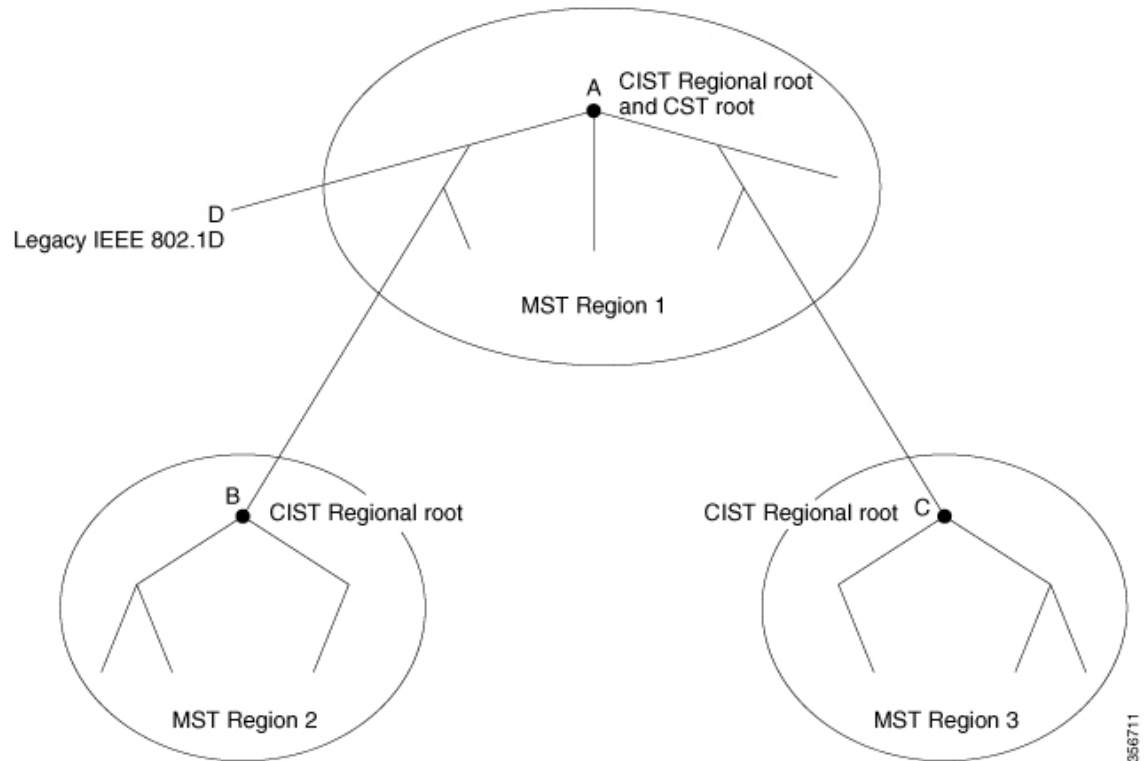 A
CIST Regional root
and CST root
D
Legacy IEEE 802.1D
MST Region 1
B
CIST Regional root
CIST Regional root
C
MST Region 2
MST Region 3
356711